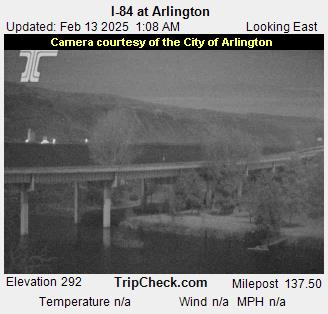 I-84 at Arlington
Updated: Feb 13 2025 1:08 AM Looking East
Camera courtesy of the City of Arlington
Elevation 292 TripCheck.com Milepost 137.50
Temperature n/a Wind n/a MPH n/a